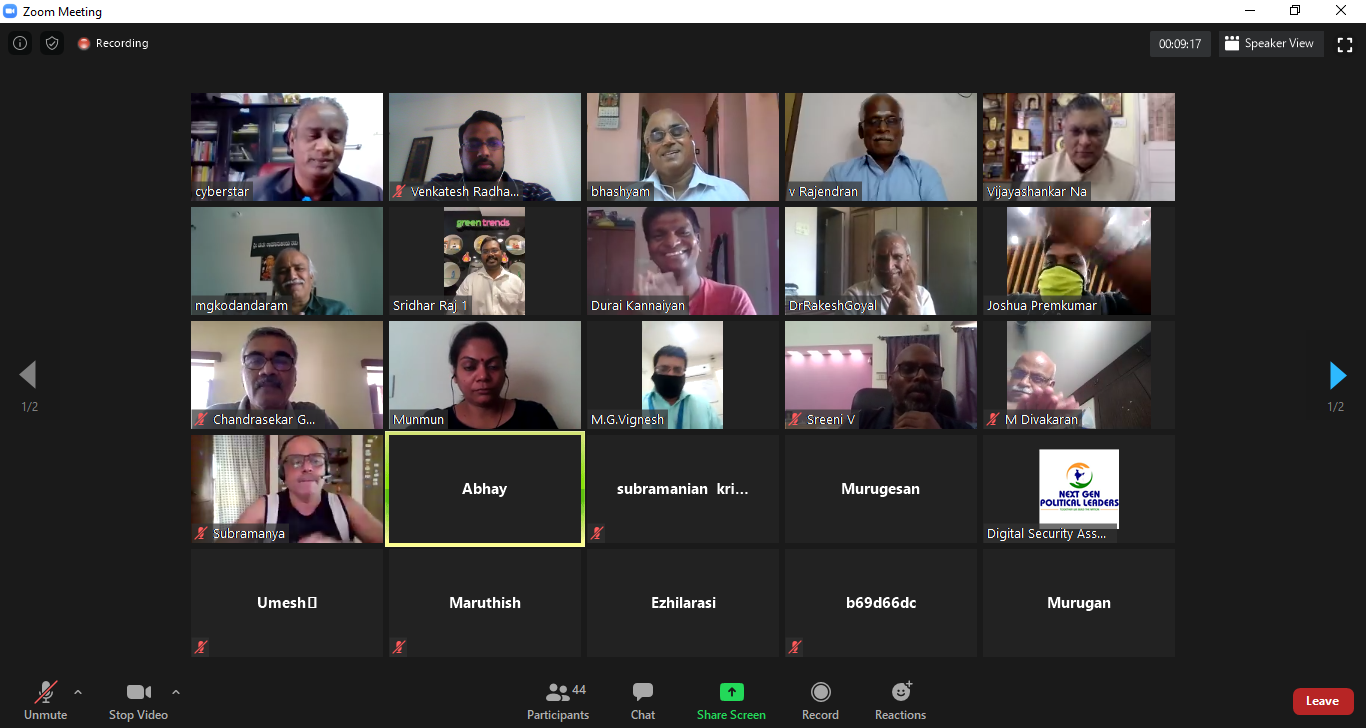 Zoom Meeting
Recording
00:09:17
Speaker View
cyberstar
Venkatesh Radha...
bhashyam
v Rajendran
Vijayashankar Na
green trends
mgkodandaram
Sridhar Raj 1
Durai Kannaiyan
DrRakeshGoyal
Joshua Premkumar
Chandrasekar G...
Munmun
M.G.Vignesh
Sreeni V
M Divakaran
Subramanya
Abhay
subramanian kri...
Murugesan
NEXT GEN
POLITICAL LEADERS
Digital Security Ass...
Umesh
Maruthish
Ezhilarasi
b69d66dc
Murugan
1/2
1/2
Unmute
Stop Video
44
Participants
Chat
Share Screen
Record
Reactions
Leave